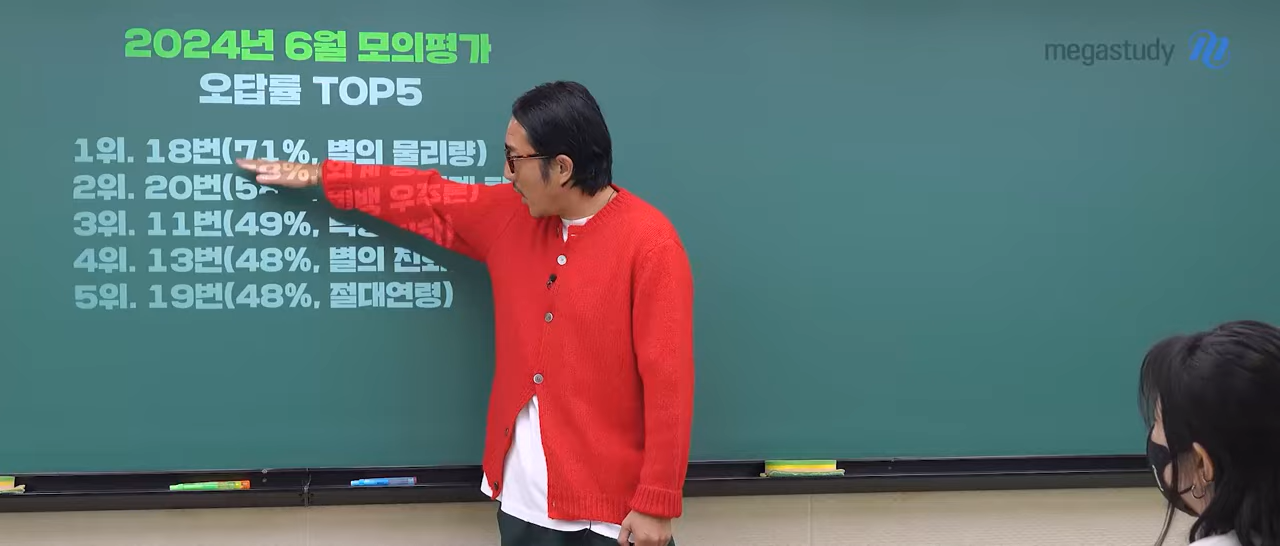 2024년 6월 모의평가
오답률 TOP5
megastudy
1위. 18번(71%, 별의 물리량)
2위. 20번(5
3위. 11번(49%,
4위. 13번(48%, 별의
5위. 19번(48%, 절대연령)